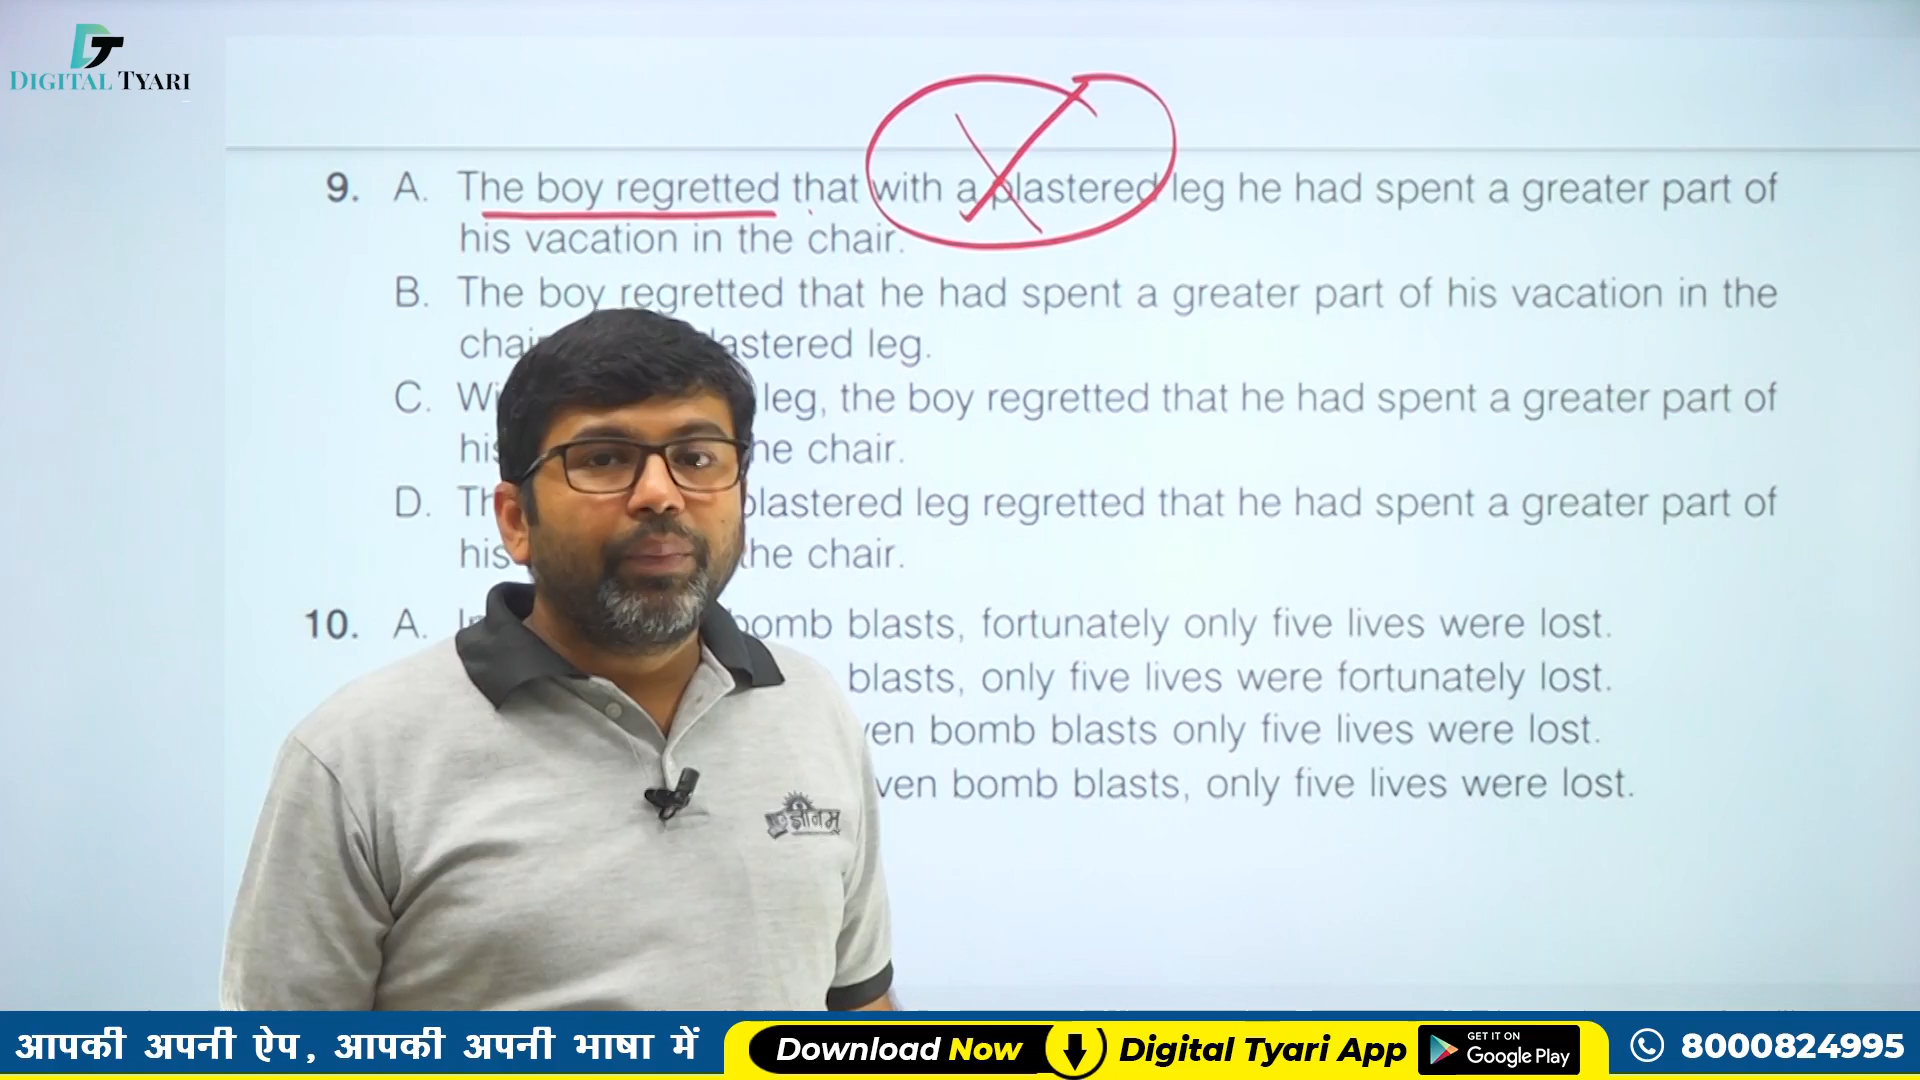 DT
DIGITAL TYARI
9. A. The boy regretted that with a plastered leg he had spent a greater part of
his vacation in the chair.
B. The boy regretted that he had spent a greater part of his vacation in the
leg.
C. leg, the boy regretted that he had spent a greater part of
chair.
D. plastered leg regretted that he had spent a greater part of
his the chair.
10. A. bomb blasts, fortunately only five lives were lost.
blasts, only five lives were fortunately lost.
bomb blasts only five lives were lost.
bomb blasts, only five lives were lost.
ज्ञानम्
आपकी अपनी ऐप, आपकी अपनी भाषा में
Download Now
Digital Tyari App
GET IT ON
Google Play
8000824995